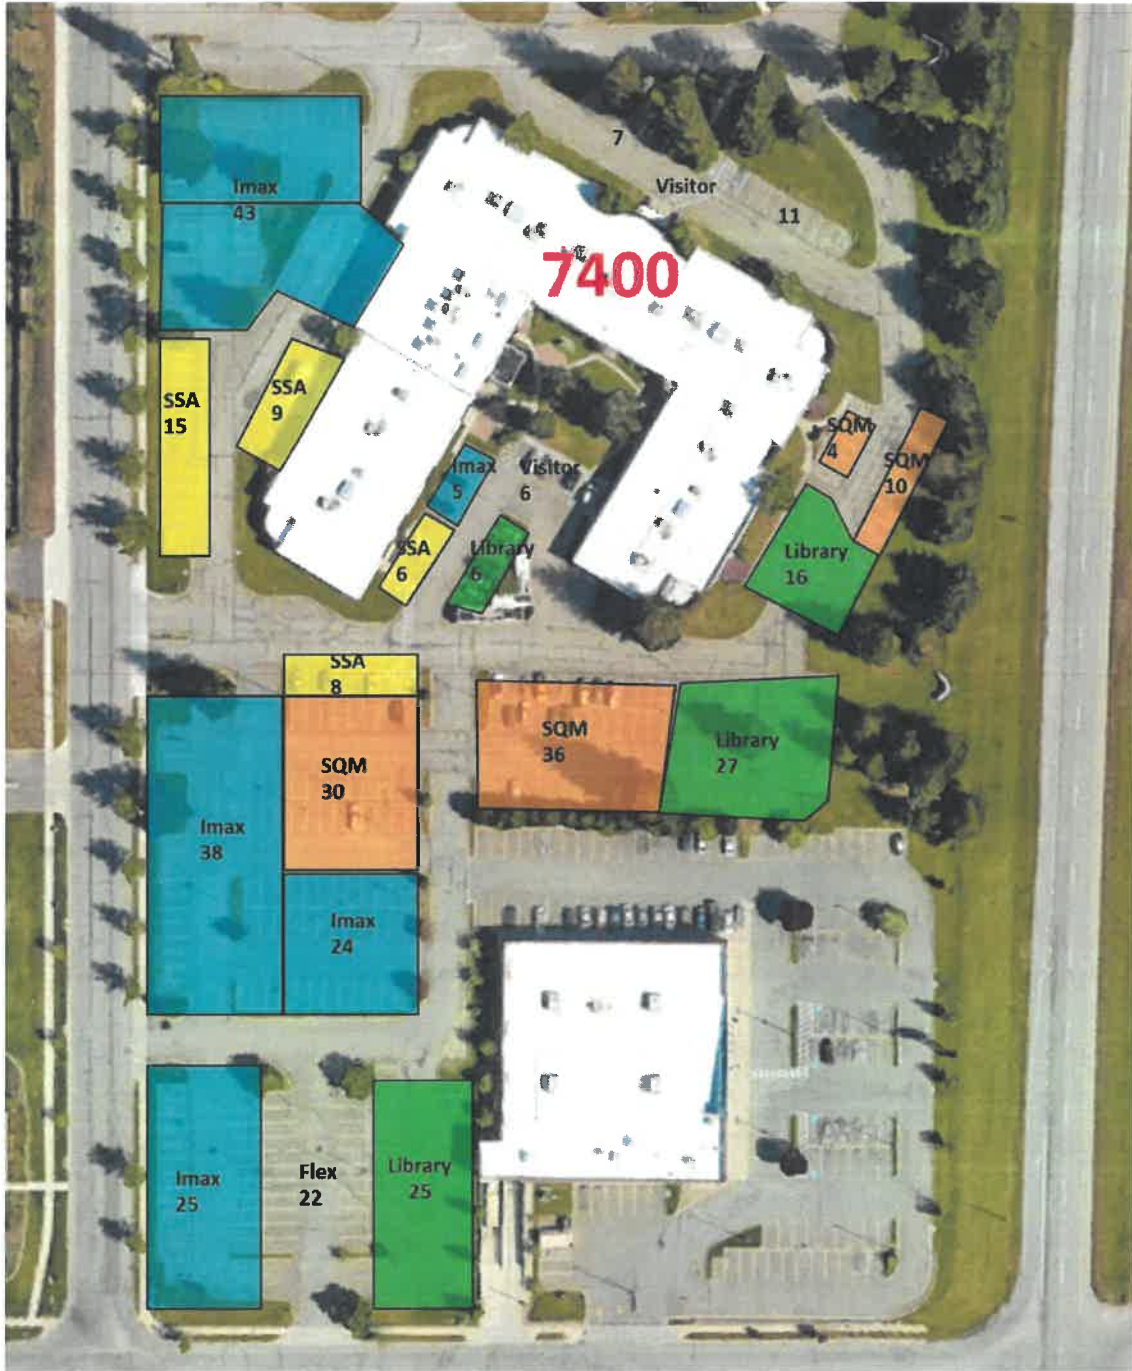 7
Visitor
11
Imax
43
7400
SSA
15
SSA
9
SQM
4
SQM
10
Imax
5
Visitor
6
SSA
6
Library
6
Library
16
SSA
8
SQM
36
Library
27
SQM
30
Imax
38
Imax
24
Imax
25
Flex
22
Library
25